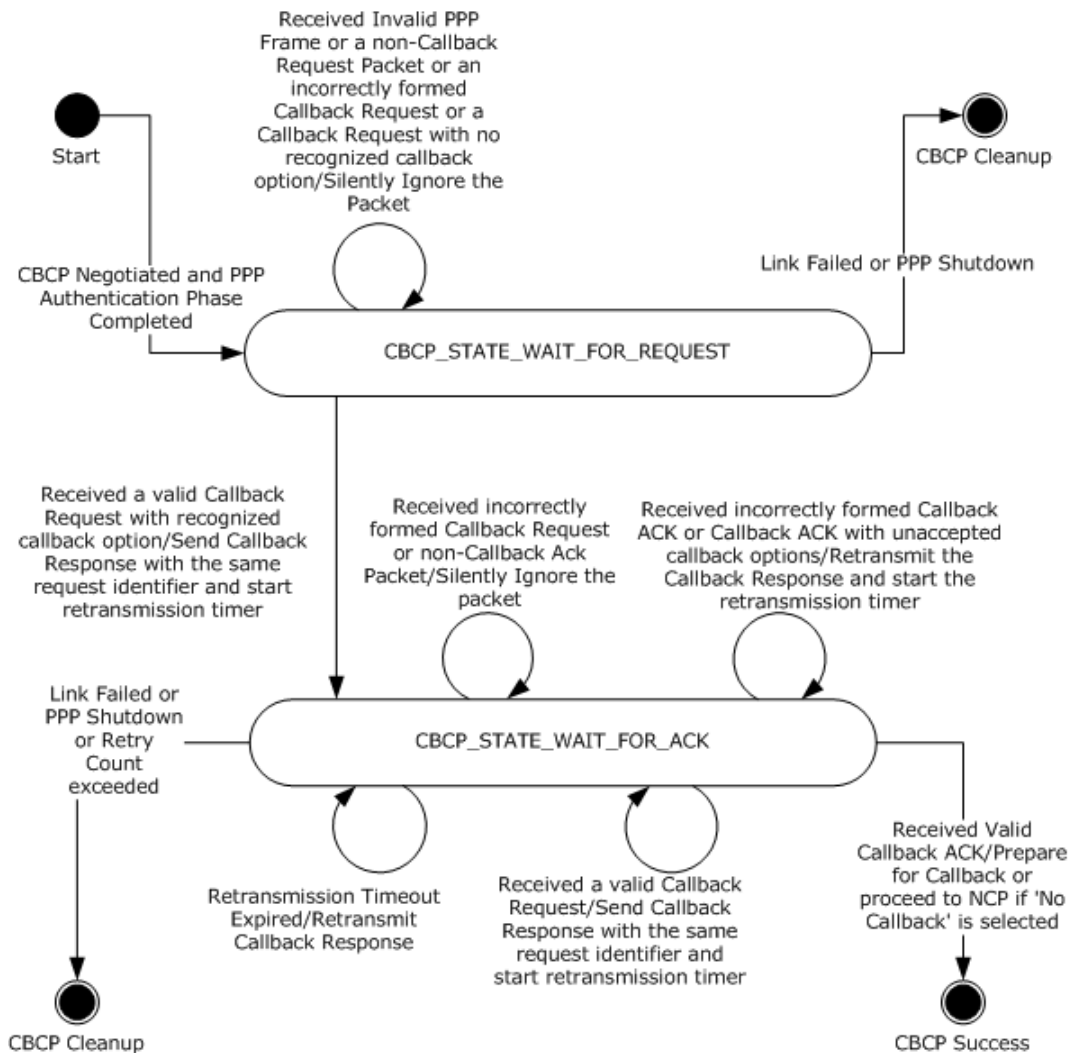 Received Invalid PPP
Frame or a non-Callback
Request Packet or an
incorrectly formed
Callback Request or a
Callback Request with no
recognized callback
option/Silently Ignore the
Packet
Start
CBCP Cleanup
CBCP Negotiated and PPP
Authentication Phase
Completed
Link Failed or PPP Shutdown
CBCP_STATE_WAIT_FOR_REQUEST
Received a valid Callback
Request with recognized
callback option/Send Callback
Response with the same
request identifier and start
retransmission timer
Received incorrectly
formed Callback Request
or non-Callback Ack
Packet/Silently Ignore the
packet
Received incorrectly formed Callback
ACK or Callback ACK with unaccepted
callback options/Retransmit the
Callback Response and start the
retransmission timer
Link Failed or
PPP Shutdown
or Retry
Count
exceeded
CBCP_STATE_WAIT_FOR_ACK
Retransmission Timeout
Expired/Retransmit
Callback Response
Received a valid Callback
Request/Send Callback
Response with the same
request identifier and
start retransmission timer
Received Valid
Callback ACK/Prepare
for Callback or
proceed to NCP if 'No
Callback' is selected
CBCP Cleanup
CBCP Success